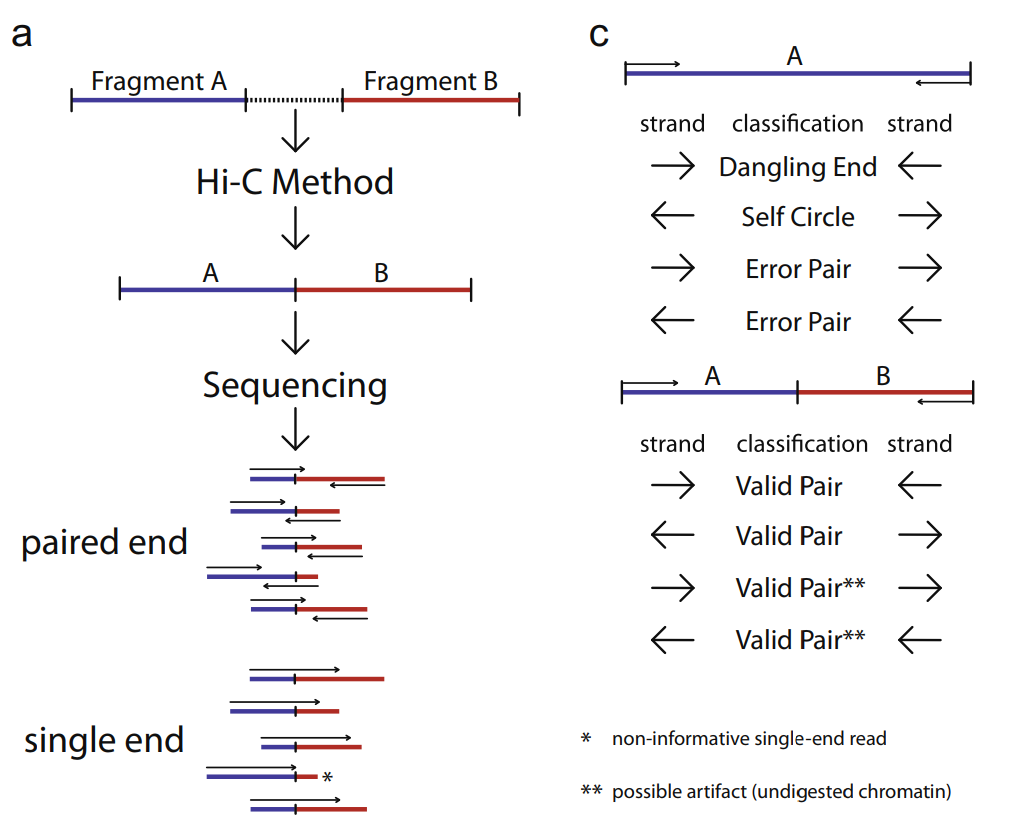 a
Fragment A
Fragment B
Hi-C Method
A
B
Sequencing
paired end
single end
*
c
A
strand classification strand
Dangling End
Self Circle
Error Pair
Error Pair
A
B
strand classification strand
Valid Pair
Valid Pair
Valid Pair**
Valid Pair**
* non-informative single-end read
** possible artifact (undigested chromatin)